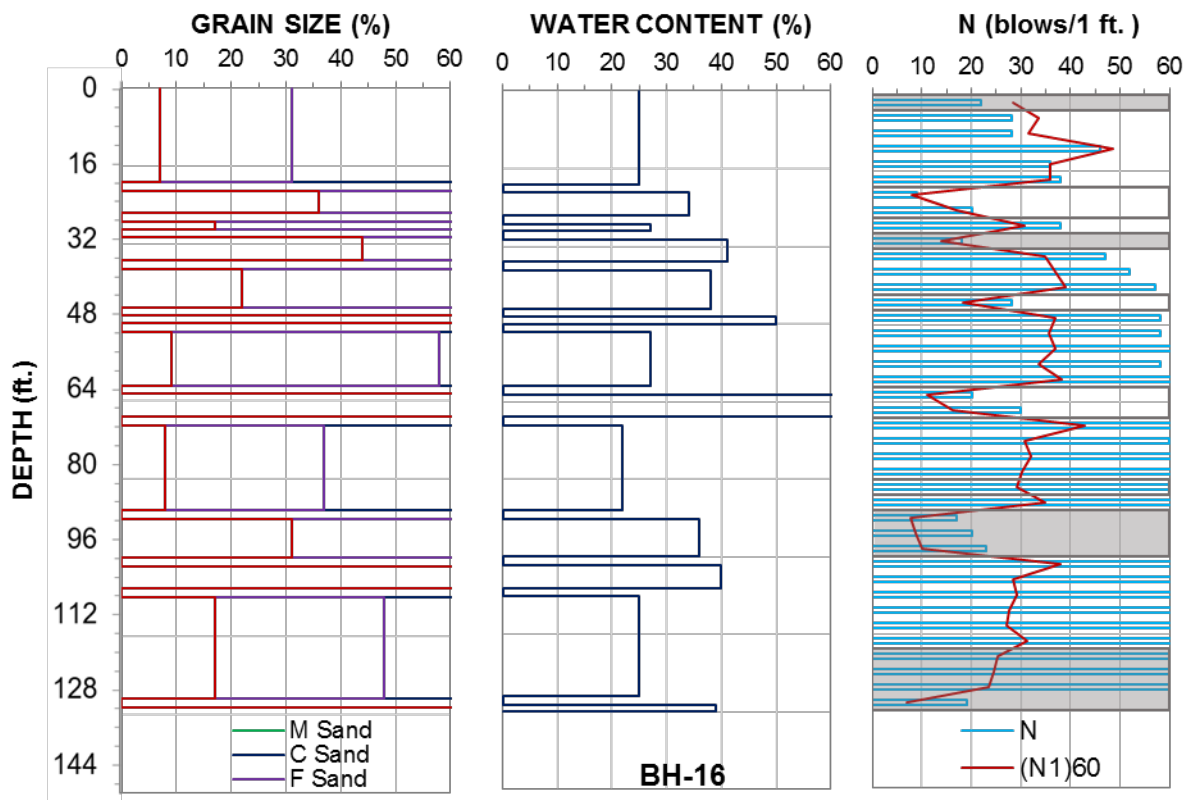 GRAIN SIZE (%)
WATER CONTENT (%)
N (blows/1 ft. )
0 10 20 30 40 50 60
0 10 20 30 40 50 60
0 10 20 30 40 50 60
DEPTH (ft.)
0
16
32
48
64
80
96
112
128
144
M Sand
C Sand
F Sand
BH-16
N
(N1)60